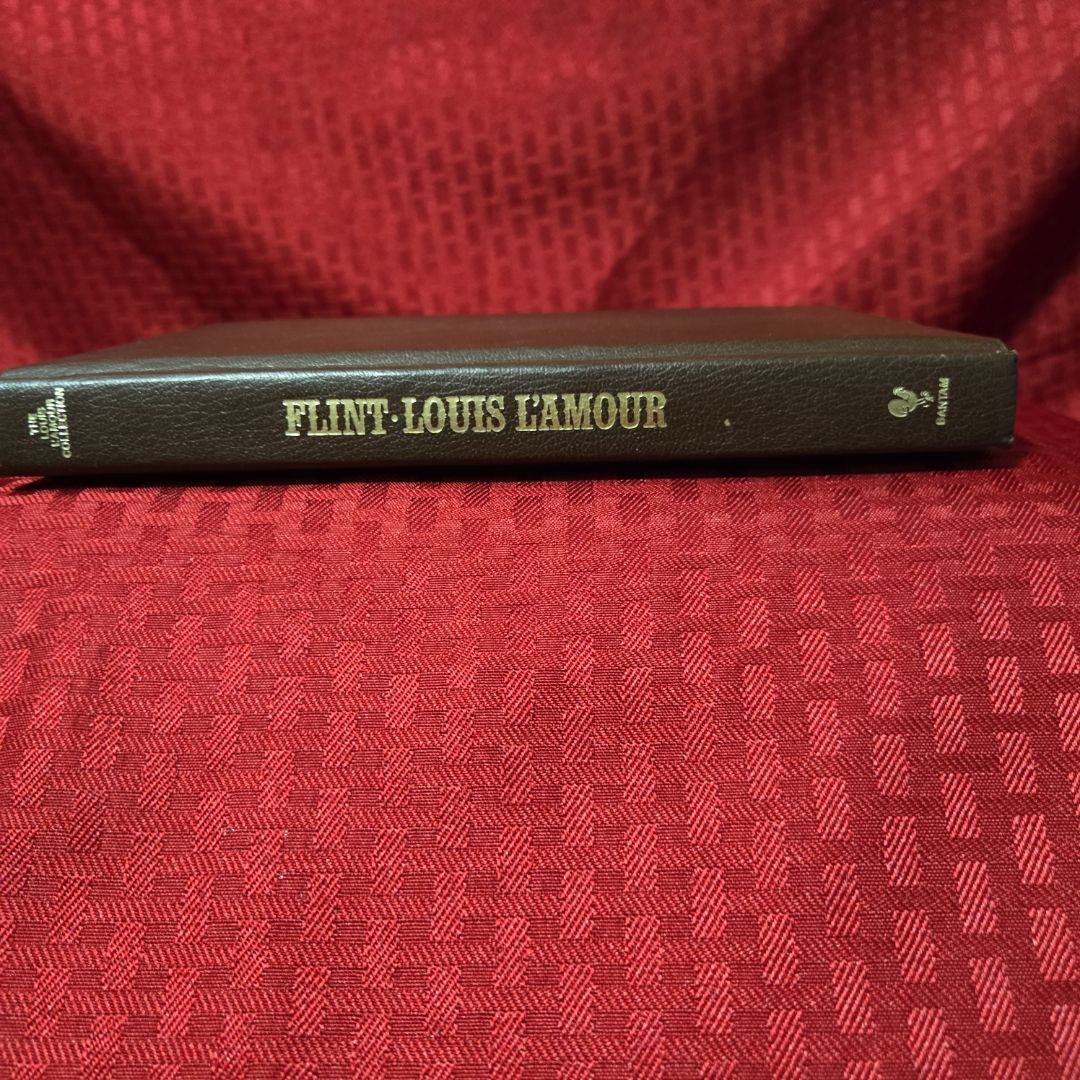 THE
LOUIS
L'AMOUR
COLLECTION
FLINT · LOUIS L'AMOUR
BANTAM